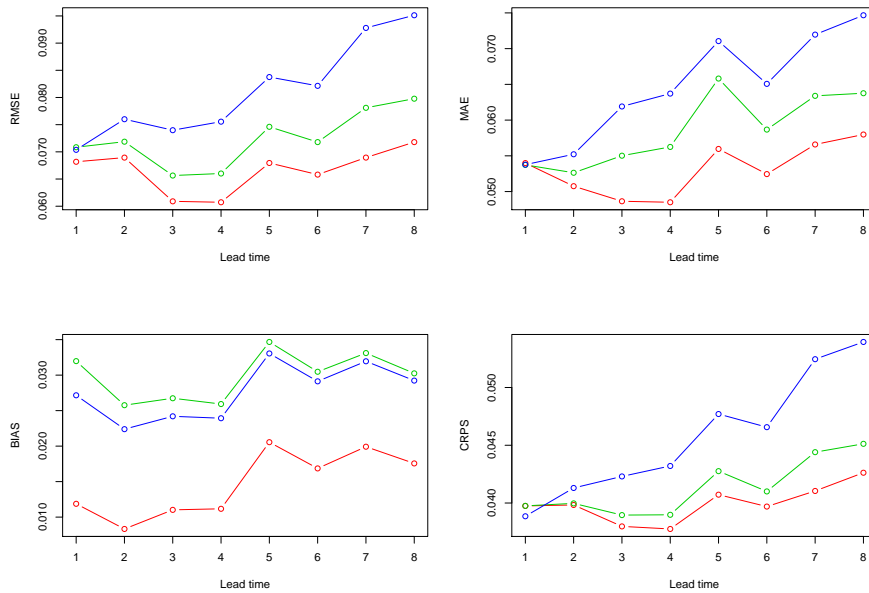 RMSE
0.060 0.070 0.080 0.090
1 2 3 4 5 6 7 8
Lead time
MAE
0.050 0.060 0.070
1 2 3 4 5 6 7 8
Lead time
BIAS
0.010 0.020 0.030
1 2 3 4 5 6 7 8
Lead time
CRPS
0.040 0.045 0.050
1 2 3 4 5 6 7 8
Lead time